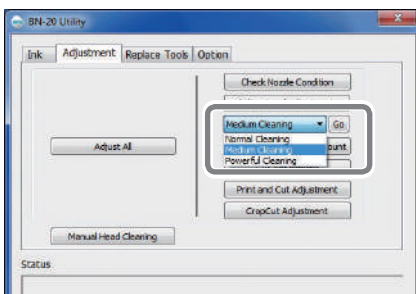 BN-20 Utility
Ink Adjustment Replace Tools Option
Check Nozzle Condition
Medium Cleaning Go
Normal Cleaning
Adjust All Medium Cleaning
Powerful Cleaning
Print and Cut Adjustment
CropCut Adjustment
Manual Head Cleaning
Status